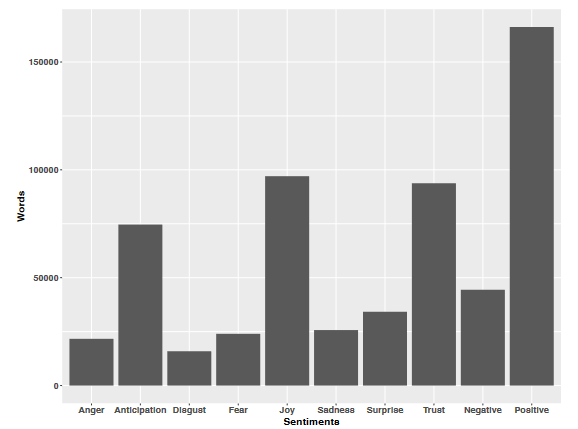 150000
100000
50000
0
Words
Anger Anticipation Disgust Fear Joy Sadness Surprise Trust Negative Positive
Sentiments